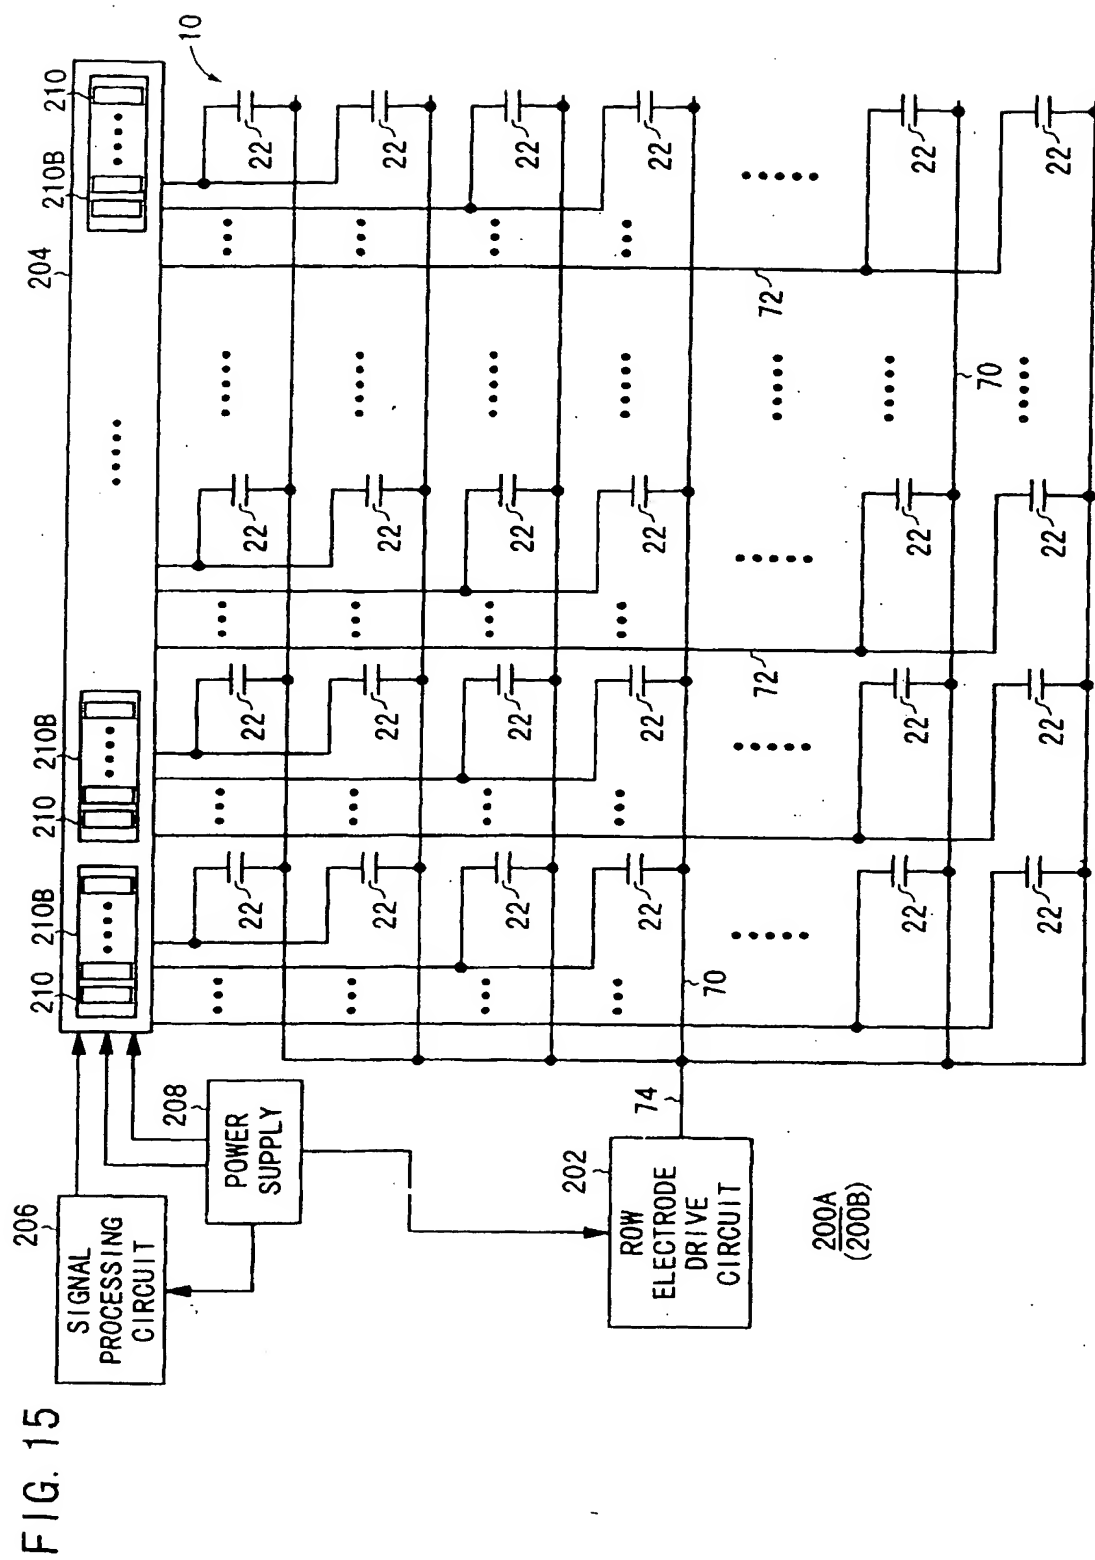 FIG. 15
206
210
210B
210
210B
204
210B
210
SIGNAL
PROCESSING
CIRCUIT
208
POWER
SUPPLY
10
22
22
22
22
22
22
22
22
22
22
22
22
202
ROW
ELECTRODE
DRIVE
CIRCUIT
74
22
22
22
22
70
72
72
200A
(200B)
22
22
22
22
70
22
22
22
22